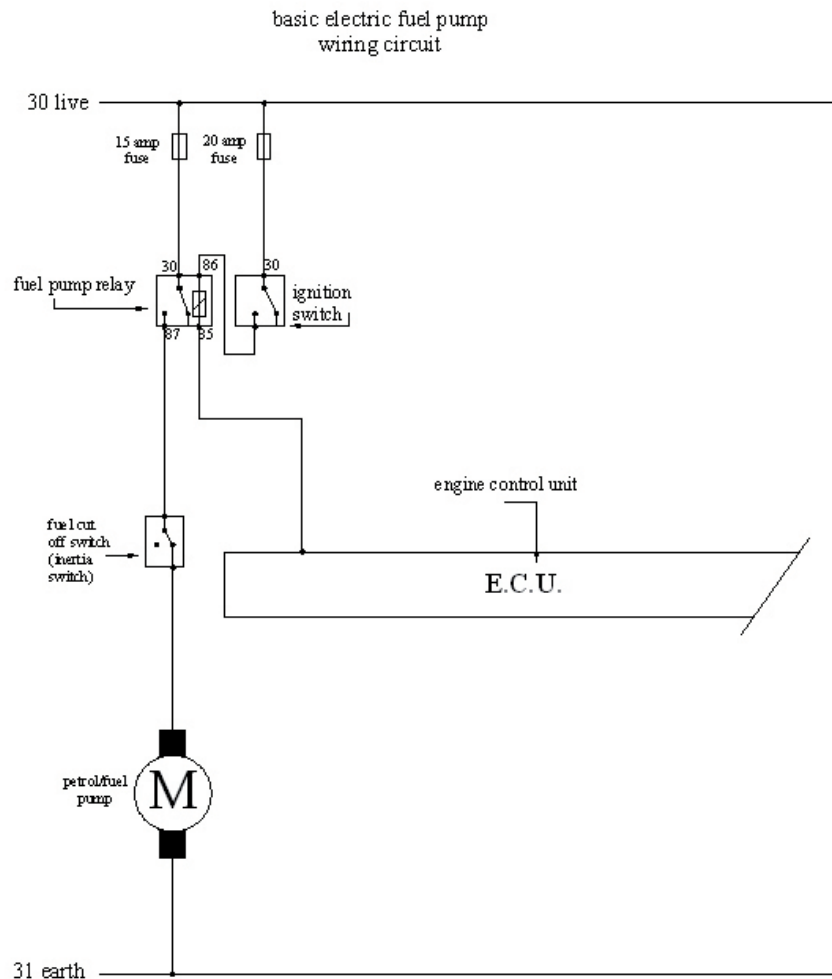 basic electric fuel pump
wiring circuit
30 live
15 amp
fuse
20 amp
fuse
30
86
30
fuel pump relay
ignition
switch
87
85
engine control unit
fuel cut
off switch
(inertia
switch)
E.C.U.
petrol/fuel
pump
M
31 earth